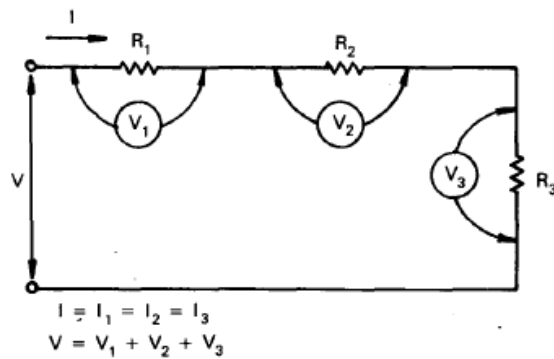 I
R₁
R₂
V₁
V₂
V
V₃
R₃
I = I₁ = I₂ = I₃
V = V₁ + V₂ + V₃